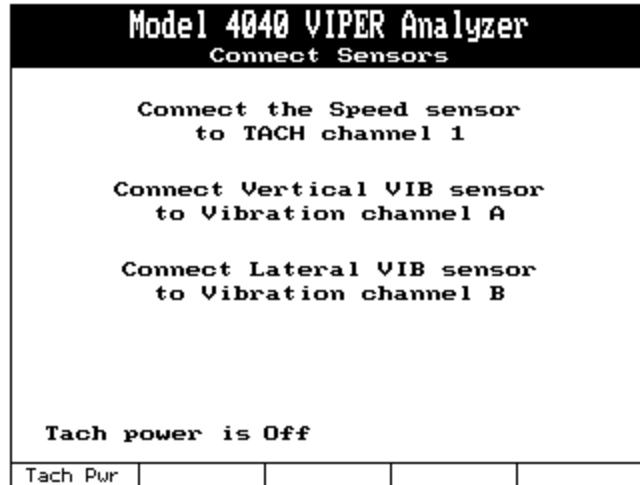 Model 4040 VIPER Analyzer
Connect Sensors
Connect the Speed sensor
to TACH channel 1
Connect Vertical VIB sensor
to Vibration channel A
Connect Lateral VIB sensor
to Vibration channel B
Tach power is Off
Tach Pwr